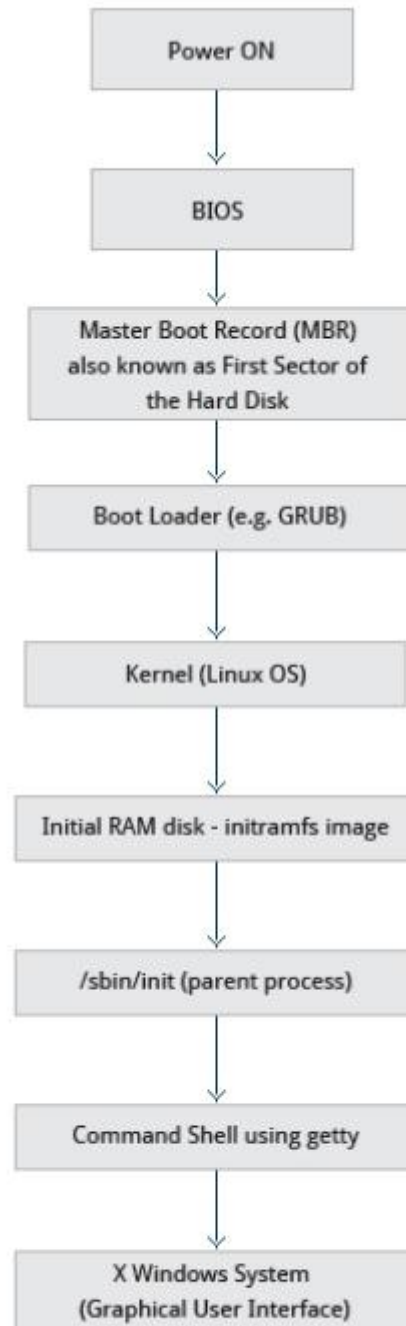 Power ON
BIOS
Master Boot Record (MBR)
also known as First Sector of
the Hard Disk
Boot Loader (e.g. GRUB)
Kernel (Linux OS)
Initial RAM disk - initramfs image
/sbin/init (parent process)
Command Shell using getty
X Windows System
(Graphical User Interface)